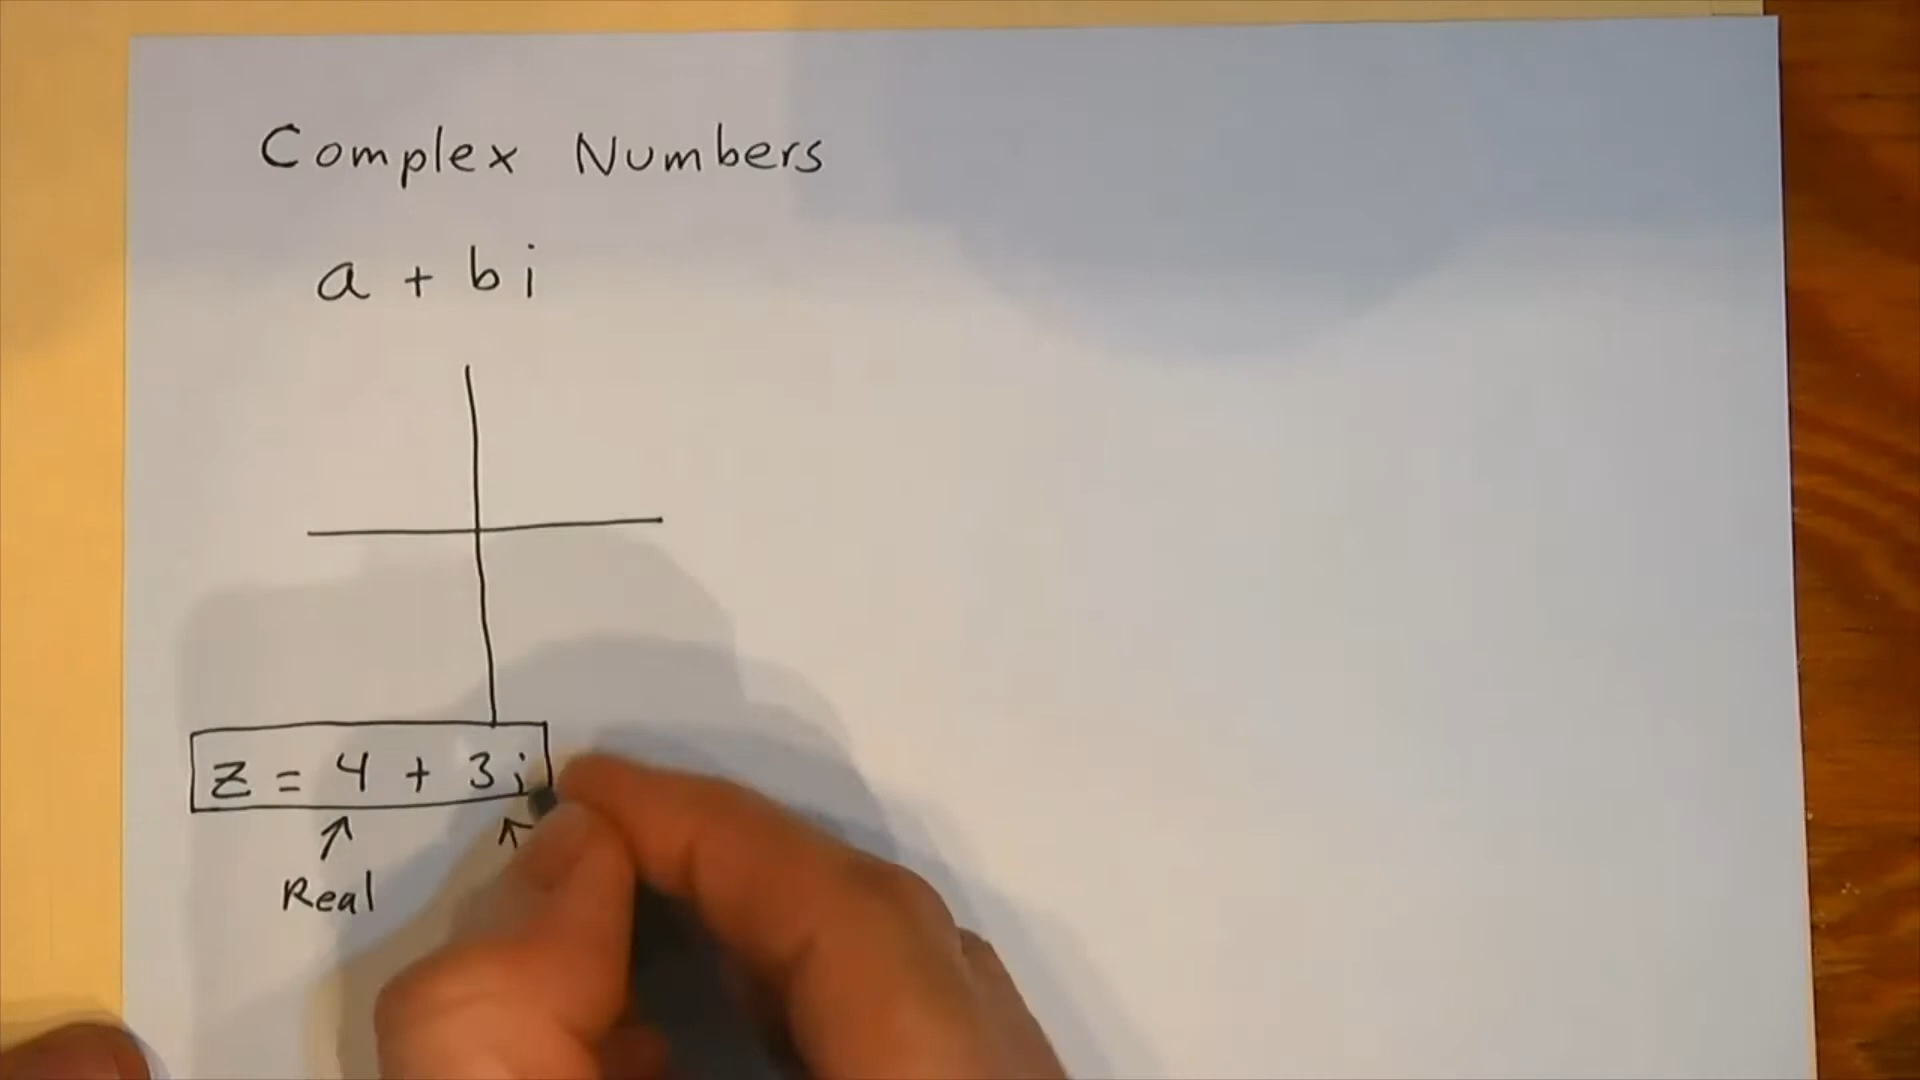 Complex Numbers
a + bi
z = 4 + 3i
↑ ↑
Real